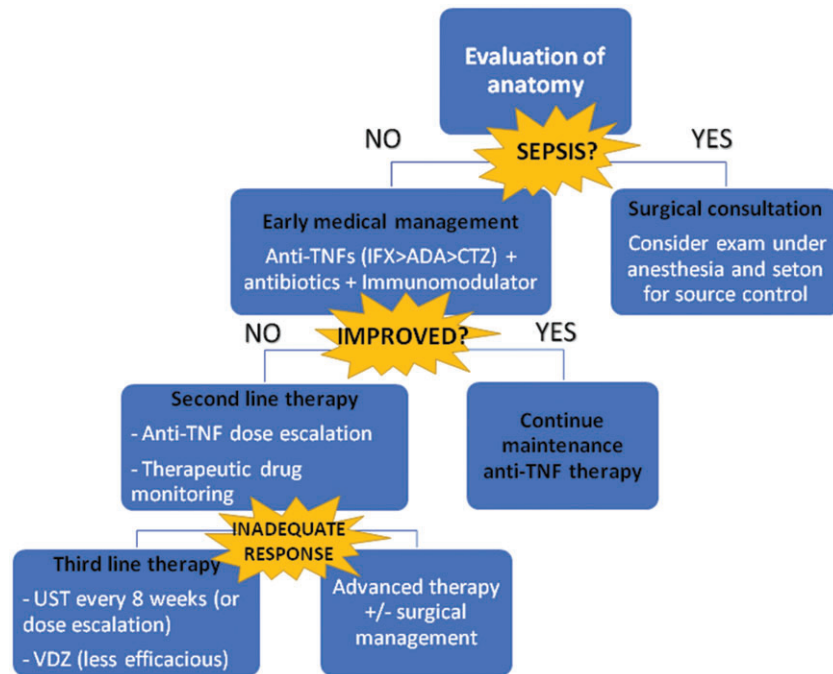 Evaluation of
anatomy
SEPSIS?
NO
YES
Early medical management
Anti-TNFs (IFX>ADA>CTZ) +
antibiotics + Immunomodulator
Surgical consultation
Consider exam under
anesthesia and seton
for source control
IMPROVED?
NO
YES
Second line therapy
- Anti-TNF dose escalation
- Therapeutic drug
monitoring
Continue
maintenance
anti-TNF therapy
INADEQUATE
RESPONSE
Third line therapy
- UST every 8 weeks (or
dose escalation)
- VDZ (less efficacious)
Advanced therapy
+/- surgical
management